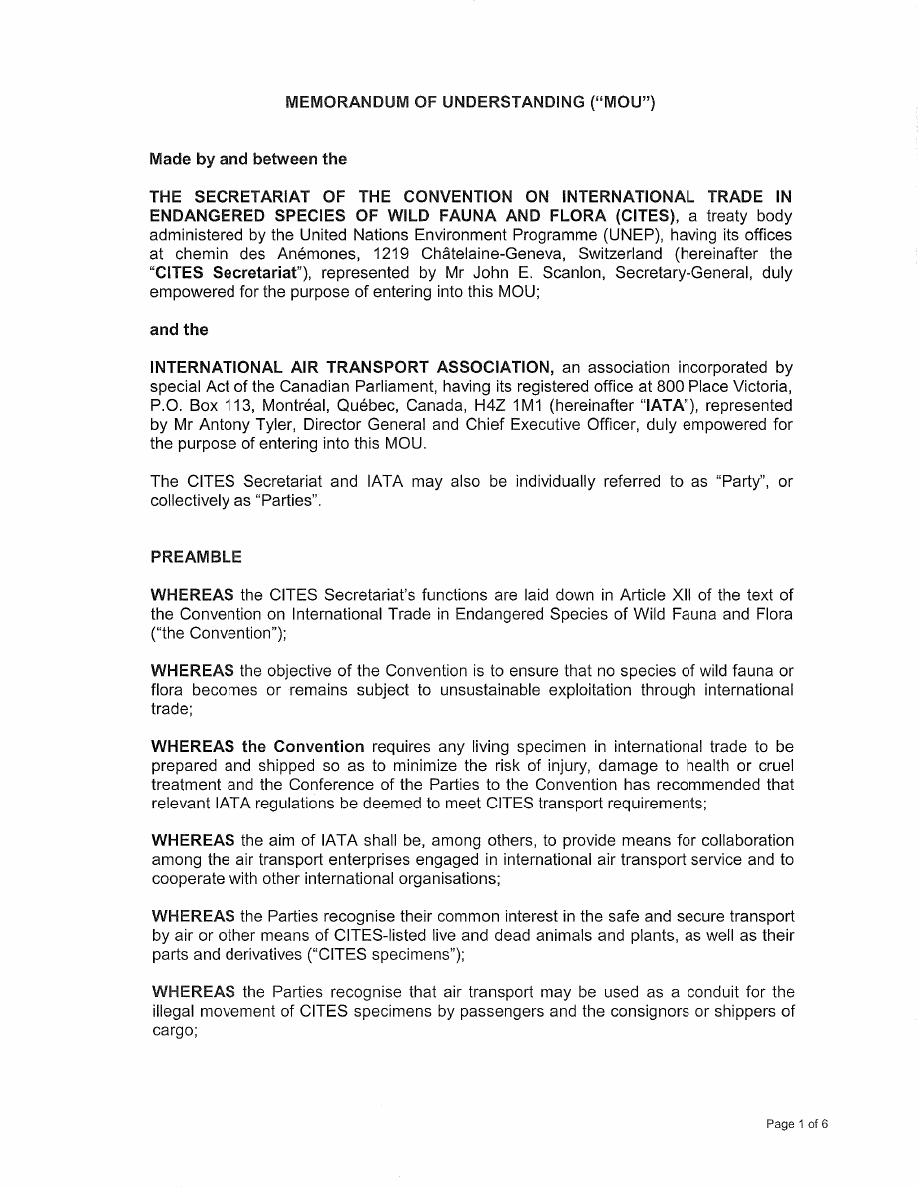 MEMORANDUM OF UNDERSTANDING (“MOU”)
Made by and between the
THE SECRETARIAT OF THE CONVENTION ON INTERNATIONAL TRADE IN
ENDANGERED SPECIES OF WILD FAUNA AND FLORA (CITES), a treaty body
administered by the United Nations Environment Programme (UNEP), having its offices
at chemin des Anémones, 1219 Châtelaine-Geneva, Switzerland (hereinafter the
“CITES Secretariat”), represented by Mr John E. Scanlon, Secretary-General, duly
empowered for the purpose of entering into this MOU;
and the
INTERNATIONAL AIR TRANSPORT ASSOCIATION, an association incorporated by
special Act of the Canadian Parliament, having its registered office at 800 Place Victoria,
P.O. Box 113, Montréal, Québec, Canada, H4Z 1M1 (hereinafter “IATA”), represented
by Mr Antony Tyler, Director General and Chief Executive Officer, duly empowered for
the purpose of entering into this MOU.
The CITES Secretariat and IATA may also be individually referred to as “Party”, or
collectively as “Parties”.
PREAMBLE
WHEREAS the CITES Secretariat’s functions are laid down in Article XII of the text of
the Convention on International Trade in Endangered Species of Wild Fauna and Flora
(“the Convention”);
WHEREAS the objective of the Convention is to ensure that no species of wild fauna or
flora becomes or remains subject to unsustainable exploitation through international
trade;
WHEREAS the Convention requires any living specimen in international trade to be
prepared and shipped so as to minimize the risk of injury, damage to health or cruel
treatment and the Conference of the Parties to the Convention has recommended that
relevant IATA regulations be deemed to meet CITES transport requirements;
WHEREAS the aim of IATA shall be, among others, to provide means for collaboration
among the air transport enterprises engaged in international air transport service and to
cooperate with other international organisations;
WHEREAS the Parties recognise their common interest in the safe and secure transport
by air or other means of CITES-listed live and dead animals and plants, as well as their
parts and derivatives (“CITES specimens”);
WHEREAS the Parties recognise that air transport may be used as a conduit for the
illegal movement of CITES specimens by passengers and the consignors or shippers of
cargo;
Page 1 of 6